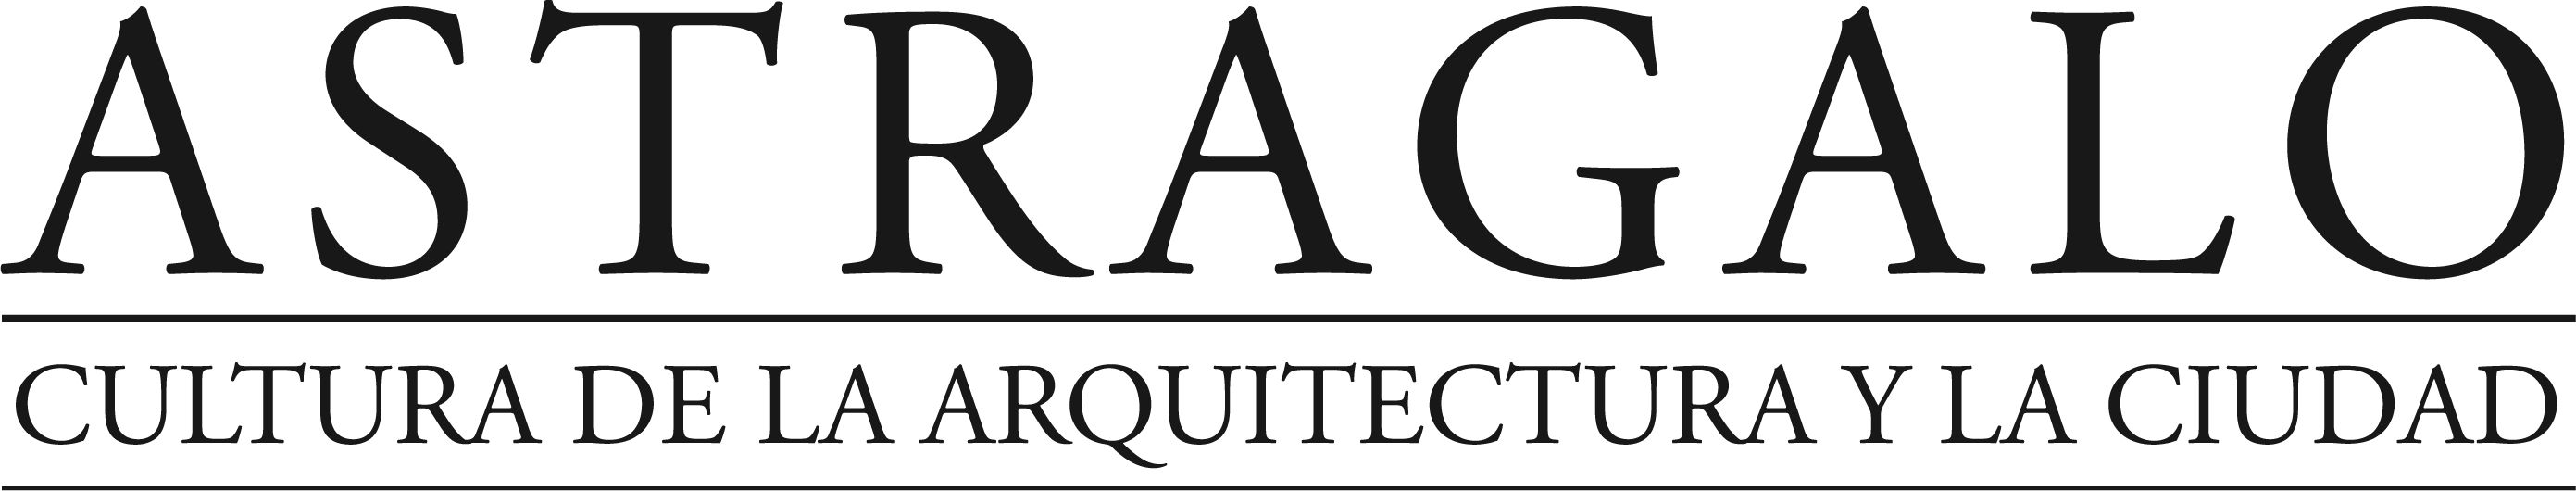 ASTRAGALO
CULTURA DE LA ARQUITECTURA Y LA CIUDAD